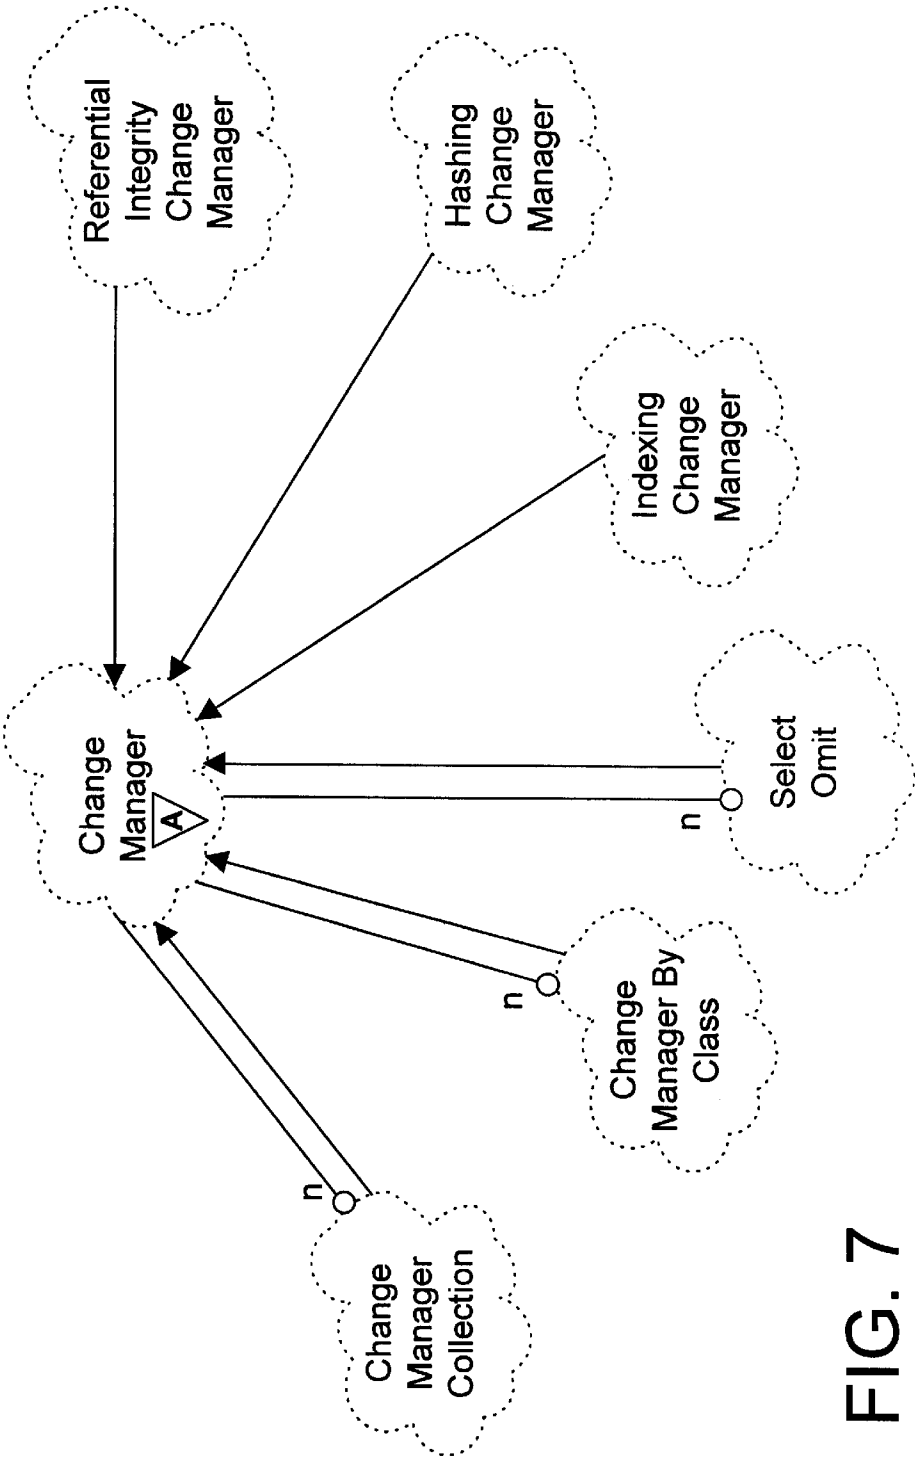 Change
Manager
A
n
n
n
Change
Manager
Collection
Change
Manager By
Class
Select
Omit
Indexing
Change
Manager
Hashing
Change
Manager
Referential
Integrity
Change
Manager
FIG. 7